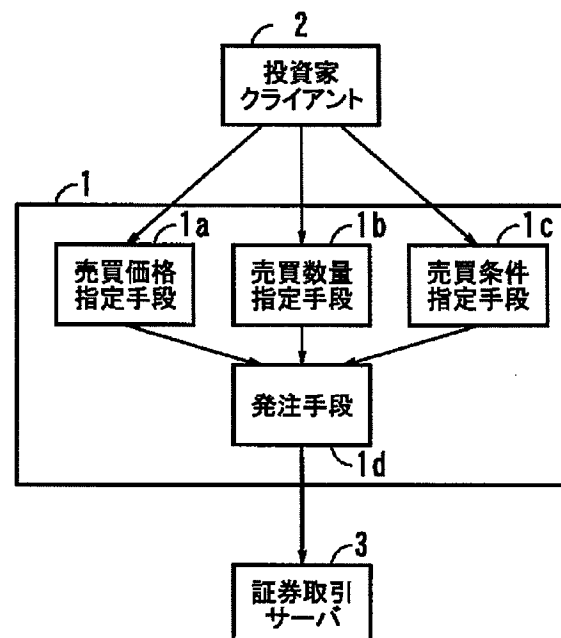 2
投資家
クライアント
1
1a
1b
1c
売買価格
指定手段
売買数量
指定手段
売買条件
指定手段
発注手段
1d
3
証券取引
サーバ